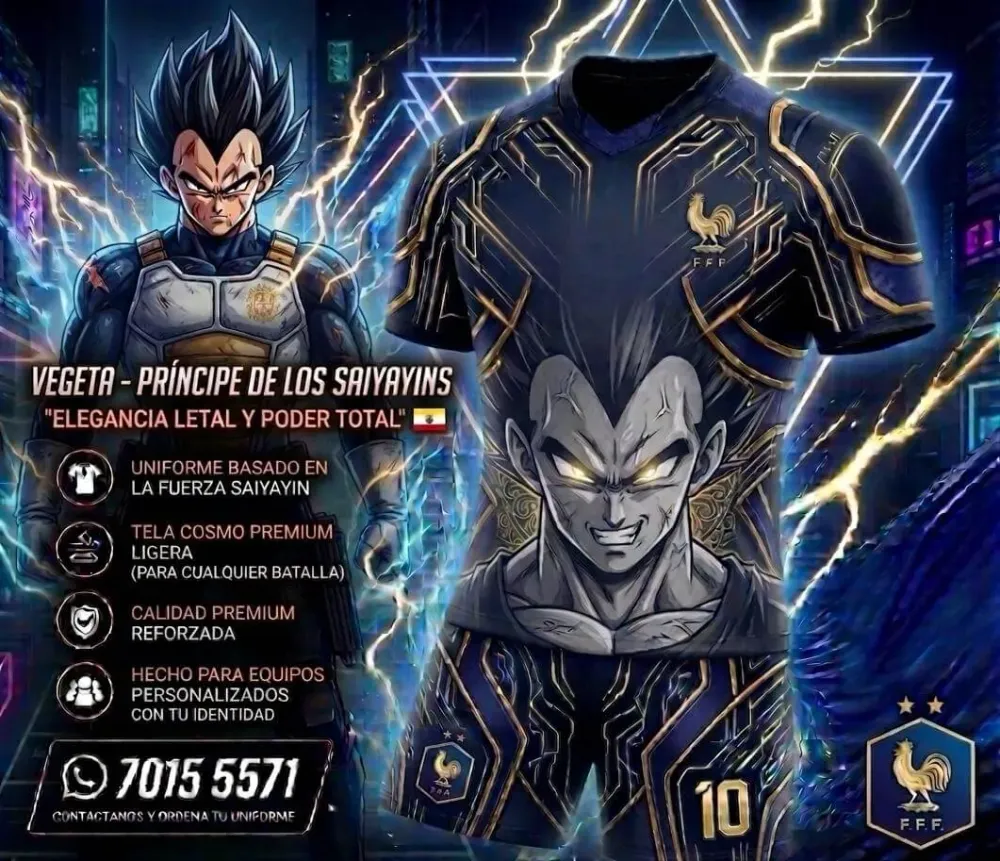 VEGETA - PRÍNCIPE DE LOS SAIYAYINS
"ELEGANCIA LETAL Y PODER TOTAL"
UNIFORME BASADO EN
LA FUERZA SAIYAYIN
TELA COSMO PREMIUM
LIGERA
(PARA CUALQUIER BATALLA)
CALIDAD PREMIUM
REFORZADA
HECHO PARA EQUIPOS
PERSONALIZADOS
CON TU IDENTIDAD
7015 5571
CONTACTANOS Y ORDENA TU UNIFORME
FFF
10
F.F.F.